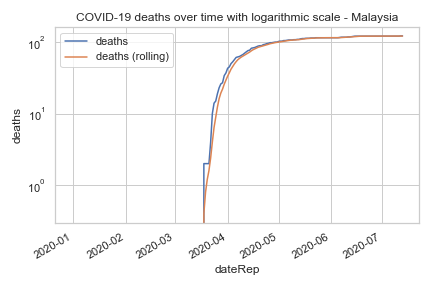 COVID-19 deaths over time with logarithmic scale - Malaysia
deaths
deaths (rolling)
10²
10¹
10⁰
deaths
2020-01
2020-02
2020-03
2020-04
2020-05
2020-06
2020-07
dateRep